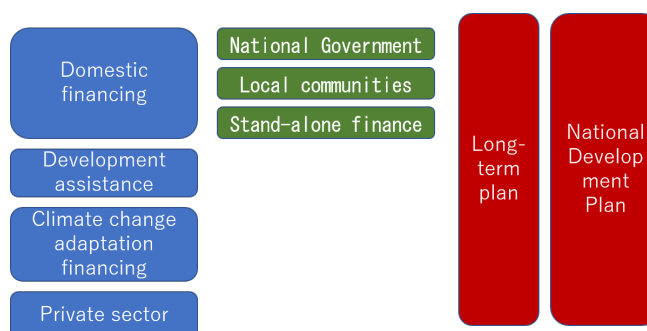 Domestic
financing
National Government
Local communities
Stand-alone finance
Development
assistance
Climate change
adaptation
financing
Private sector
Long-
term
plan
National
Develop
ment
Plan